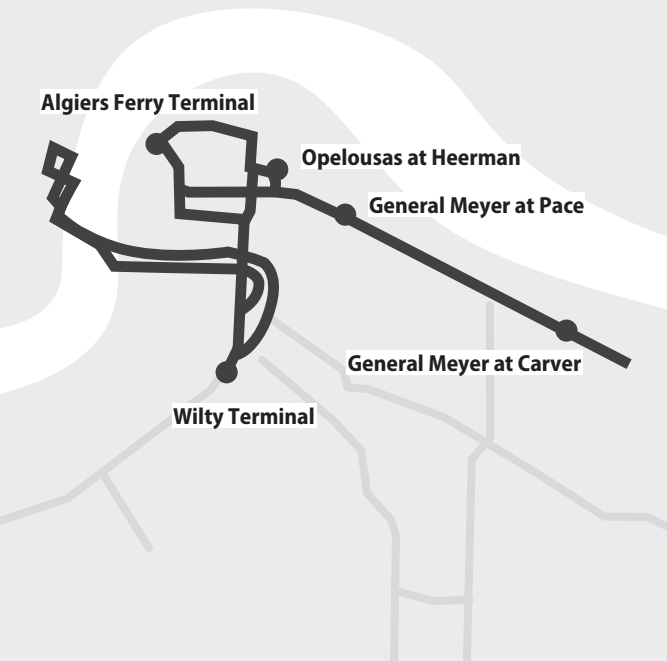 Algiers Ferry Terminal
Opelousas at Heerman
General Meyer at Pace
General Meyer at Carver
Wilty Terminal